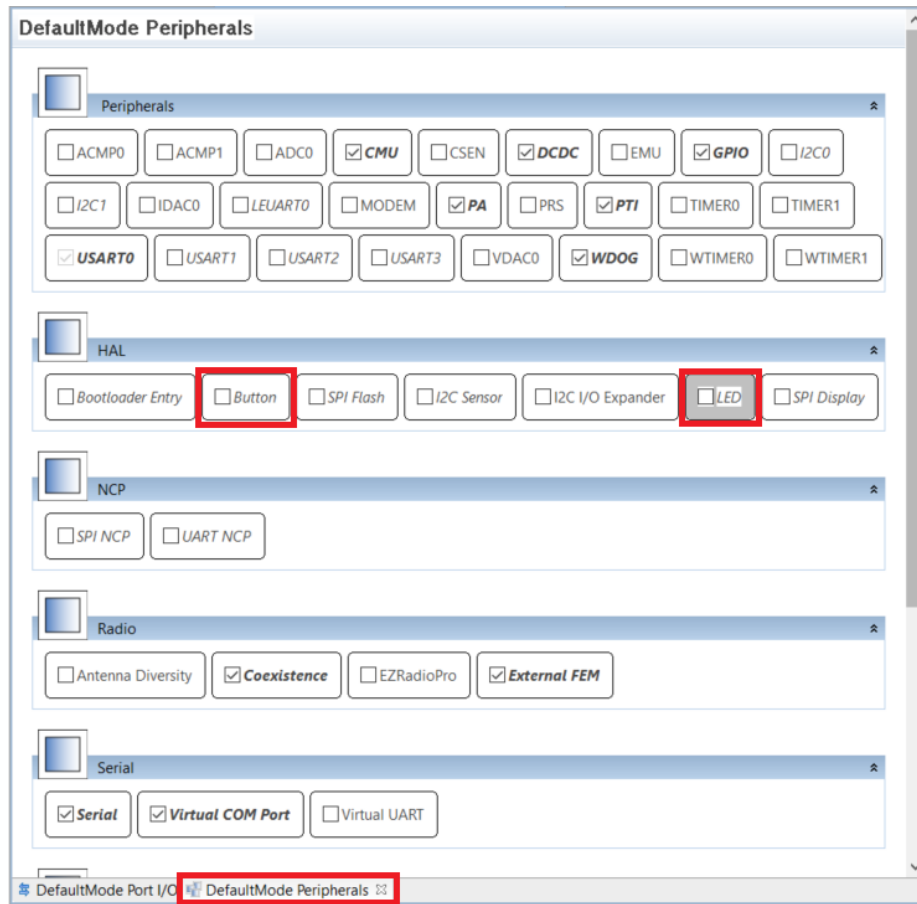 DefaultMode Peripherals
Peripherals
ACMP0 ACMP1 ADC0 CMU CSEN DCDC EMU GPIO I2C0
I2C1 IDAC0 LEUART0 MODEM PA PRS PTI TIMER0 TIMER1
USART0 USART1 USART2 USART3 VDAC0 WDOG WTIMER0 WTIMER1
HAL
Bootloader Entry Button SPI Flash I2C Sensor I2C I/O Expander LED SPI Display
NCP
SPI NCP UART NCP
Radio
Antenna Diversity Coexistence EZRadioPro External FEM
Serial
Serial Virtual COM Port Virtual UART
DefaultMode Port I/O DefaultMode Peripherals